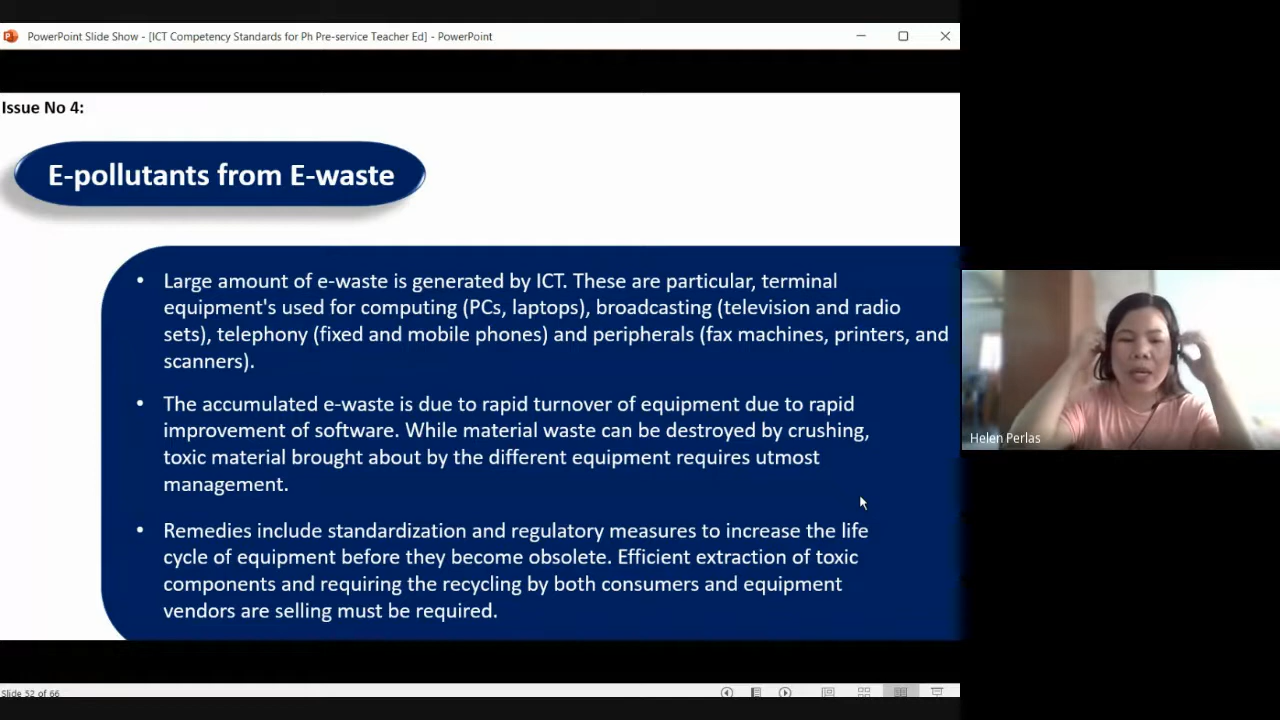 PowerPoint Slide Show - [ICT Competency Standards for Ph Pre-service Teacher Ed] - PowerPoint
Issue No 4:
E-pollutants from E-waste
• Large amount of e-waste is generated by ICT. These are particular, terminal
equipment's used for computing (PCs, laptops), broadcasting (television and radio
sets), telephony (fixed and mobile phones) and peripherals (fax machines, printers, and
scanners).
• The accumulated e-waste is due to rapid turnover of equipment due to rapid
improvement of software. While material waste can be destroyed by crushing,
toxic material brought about by the different equipment requires utmost
management.
• Remedies include standardization and regulatory measures to increase the life
cycle of equipment before they become obsolete. Efficient extraction of toxic
components and requiring the recycling by both consumers and equipment
vendors are selling must be required.
Helen Perlas
Slide 52 of 66